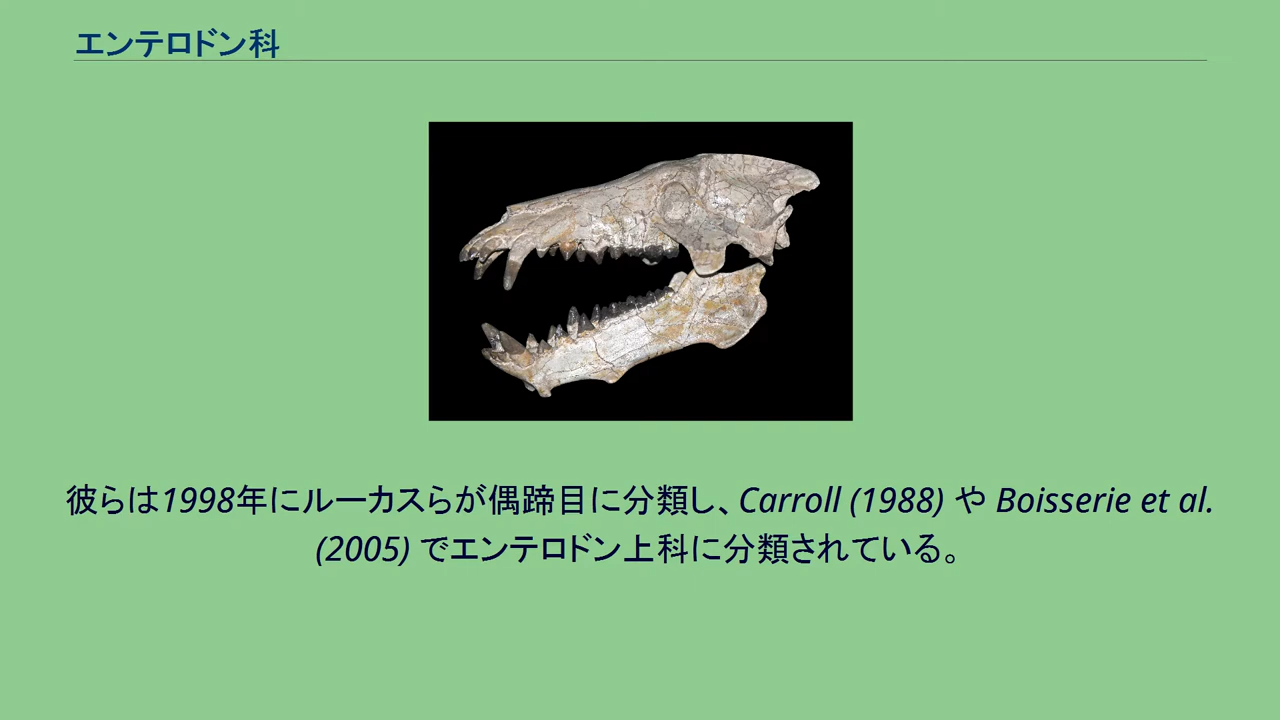 エンテロドン科
彼らは1998年にルーカスらが偶蹄目に分類し、Carroll (1988) や Boisserie et al.
(2005) でエンテロドン上科に分類されている。